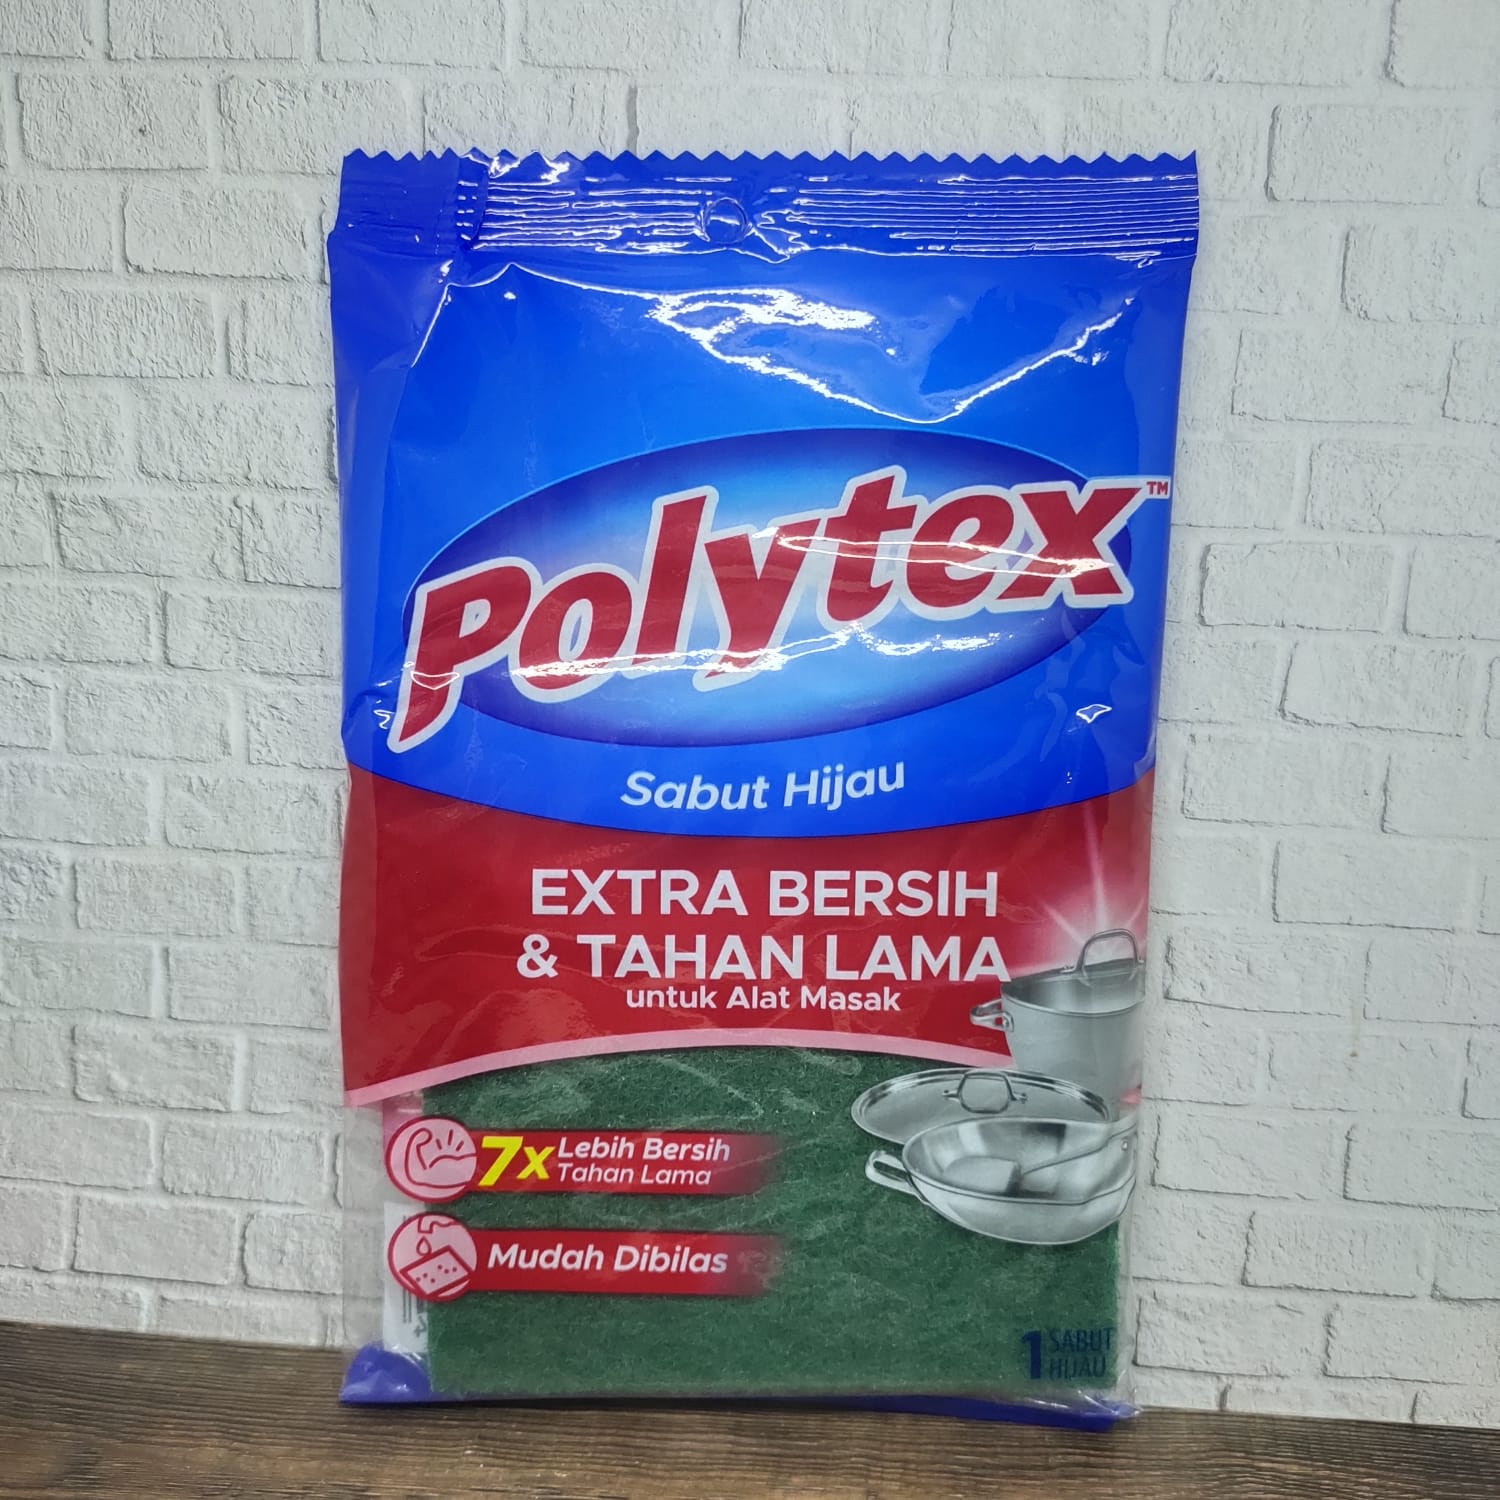 Polytex™
Sabut Hijau
EXTRA BERSIH
& TAHAN LAMA
untuk Alat Masak
7x Lebih Bersih
Tahan Lama
Mudah Dibilas
1 SABUT
HIJAU